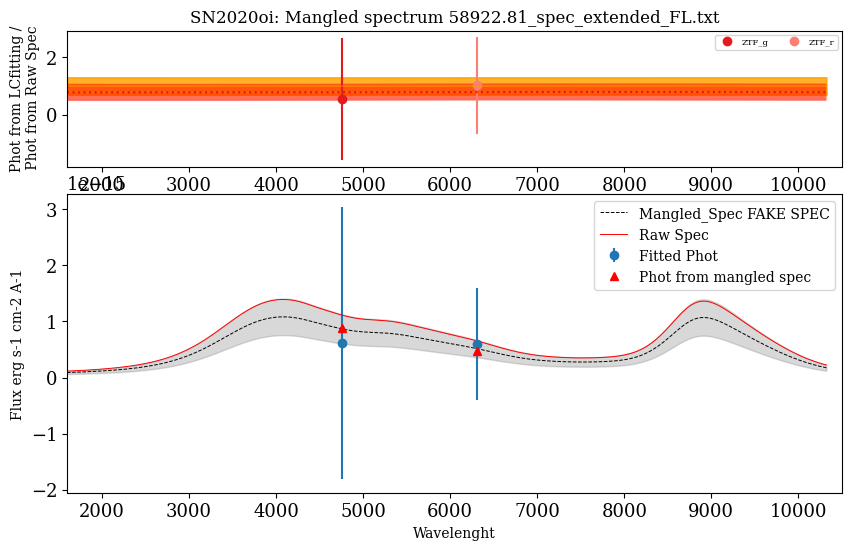 SN2020oi: Mangled spectrum 58922.81_spec_extended_FL.txt
Phot from LCfitting /
Phot from Raw Spec
2
0
ZTF_g ZTF_r
2000 3000 4000 5000 6000 7000 8000 9000 10000
1e−15
3
2
1
0
−1
−2
Flux erg s-1 cm-2 A-1
Mangled_Spec FAKE SPEC
Raw Spec
Fitted Phot
Phot from mangled spec
2000 3000 4000 5000 6000 7000 8000 9000 10000
Wavelenght